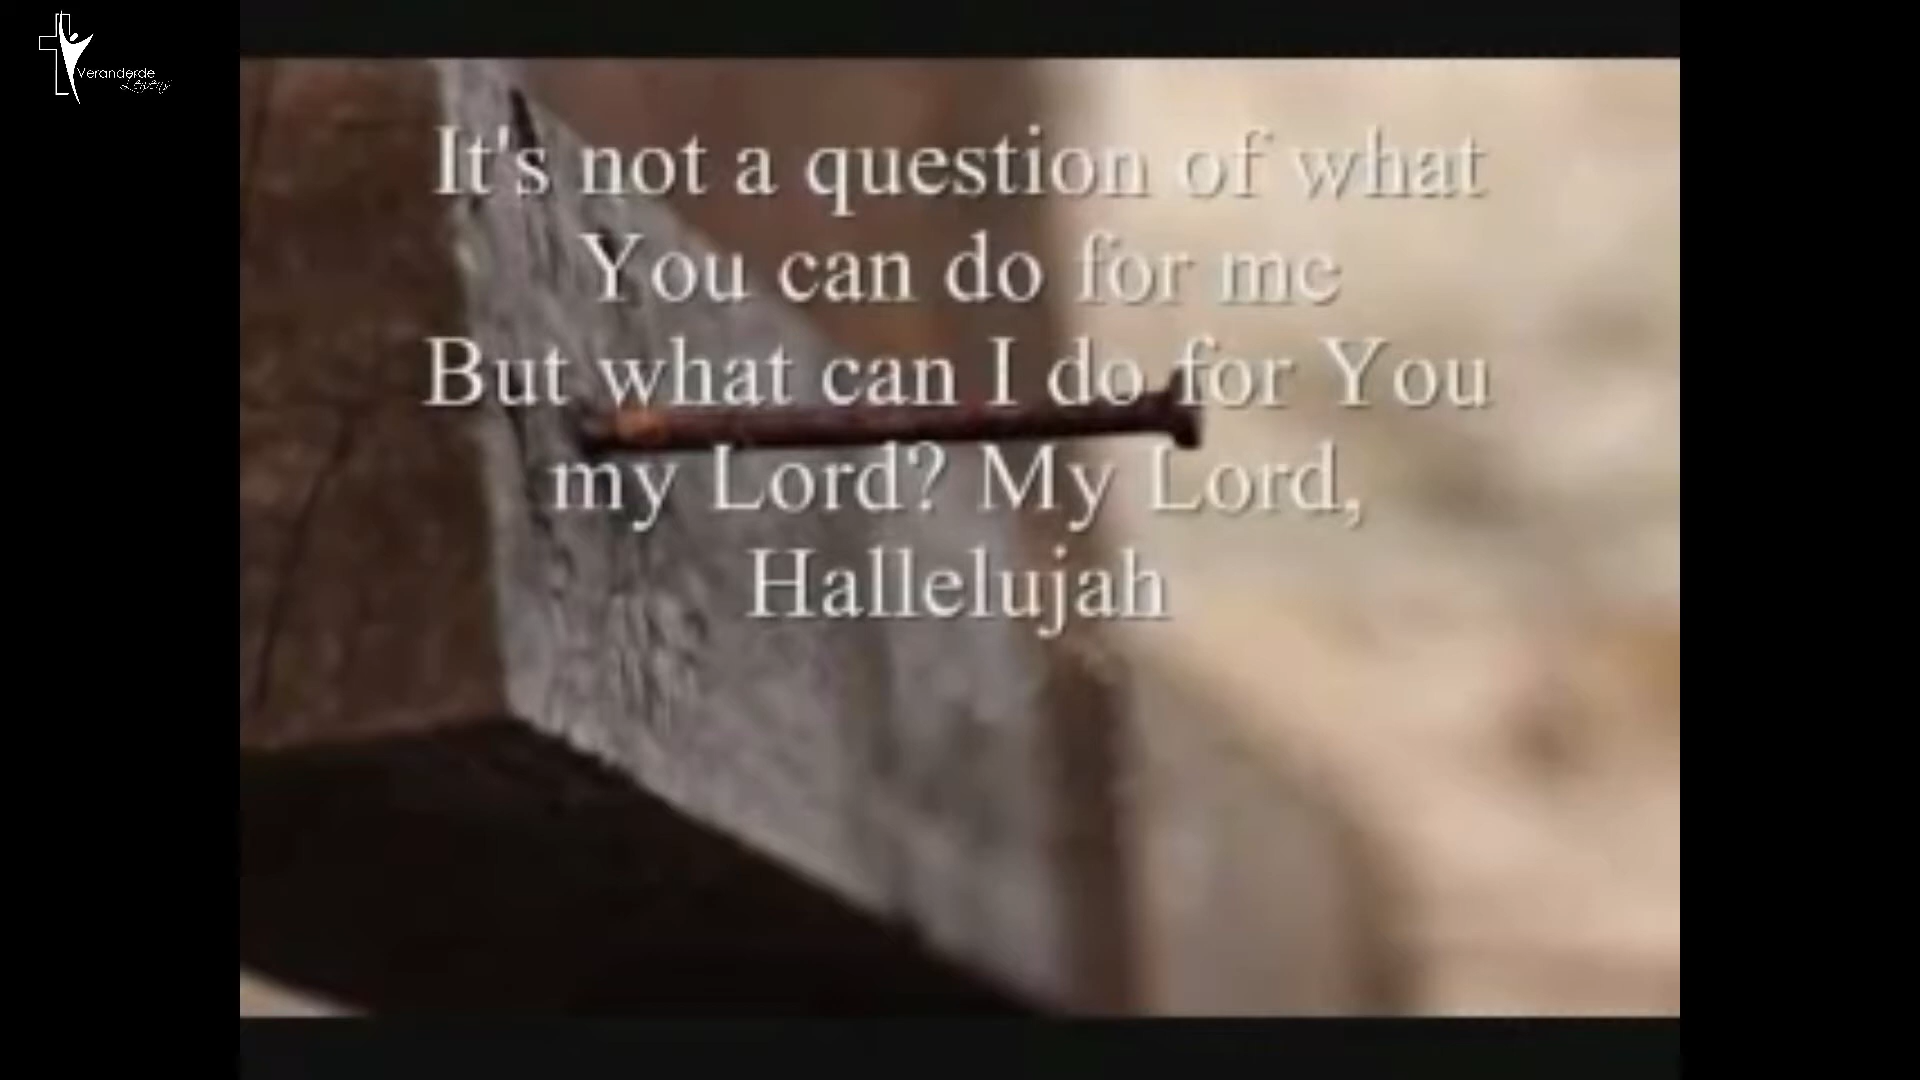 Veranderde
Levens
It's not a question of what
You can do for me
But what can I do for You
my Lord? My Lord,
Hallelujah